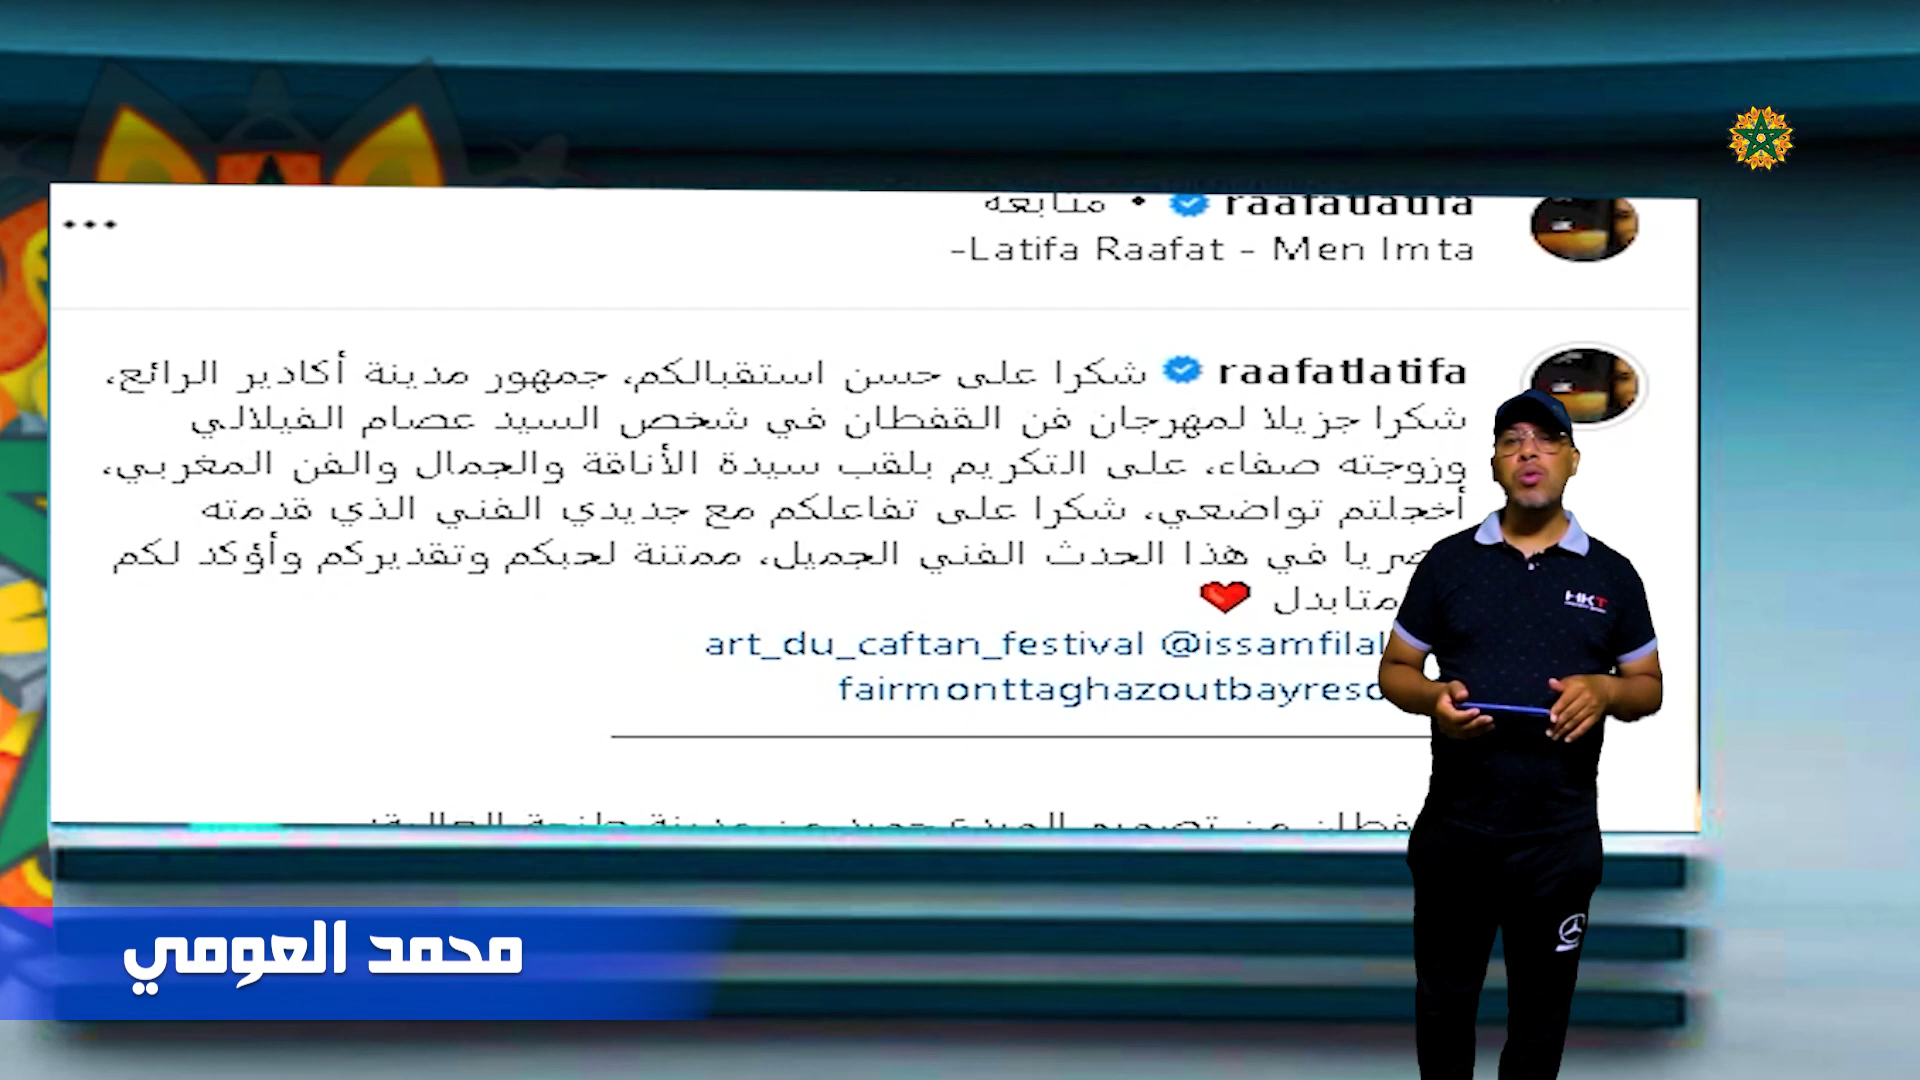 raafatlatifa • متابعة
Latifa Raafat - Men Imta-
raafatlatifa شكرا على حسن استقبالكم، جمهور مدينة أكادير الرائع،
شكرا جزيلا لمهرجان فن القفطان في شخص السيد عصام الفيلالي
وزوجته صفاء، على التكريم بلقب سيدة الأناقة والجمال والفن المغربي،
أخجلتم تواضعي، شكرا على تفاعلكم مع جديدي الفني الذي قدمته
في هذا الحدث الفني الجميل، ممتنة لحبكم وتقديركم وأؤكد لكم
متابدل ❤️
art_du_caftan_festival
HKT
محمد العومي